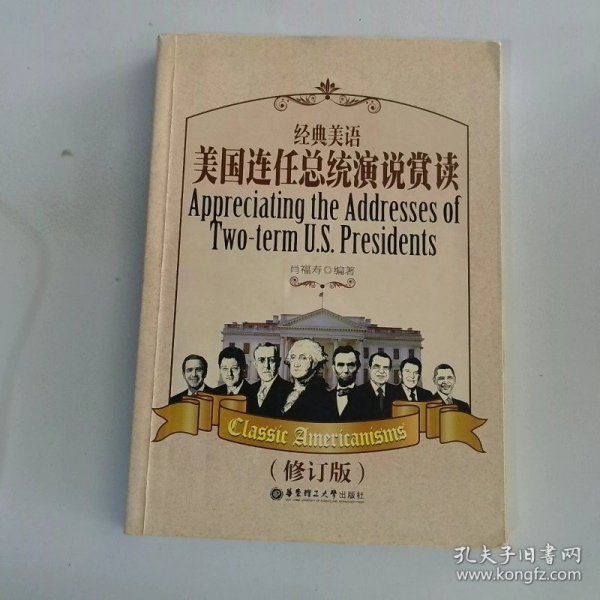 经典美语
美国连任总统演说赏读
Appreciating the Addresses of
Two-term U.S. Presidents
肖福寿◎编著
Classic Americanisms
（修订版）
华东理工大学出版社
孔夫子旧书网
www.kongfz.com